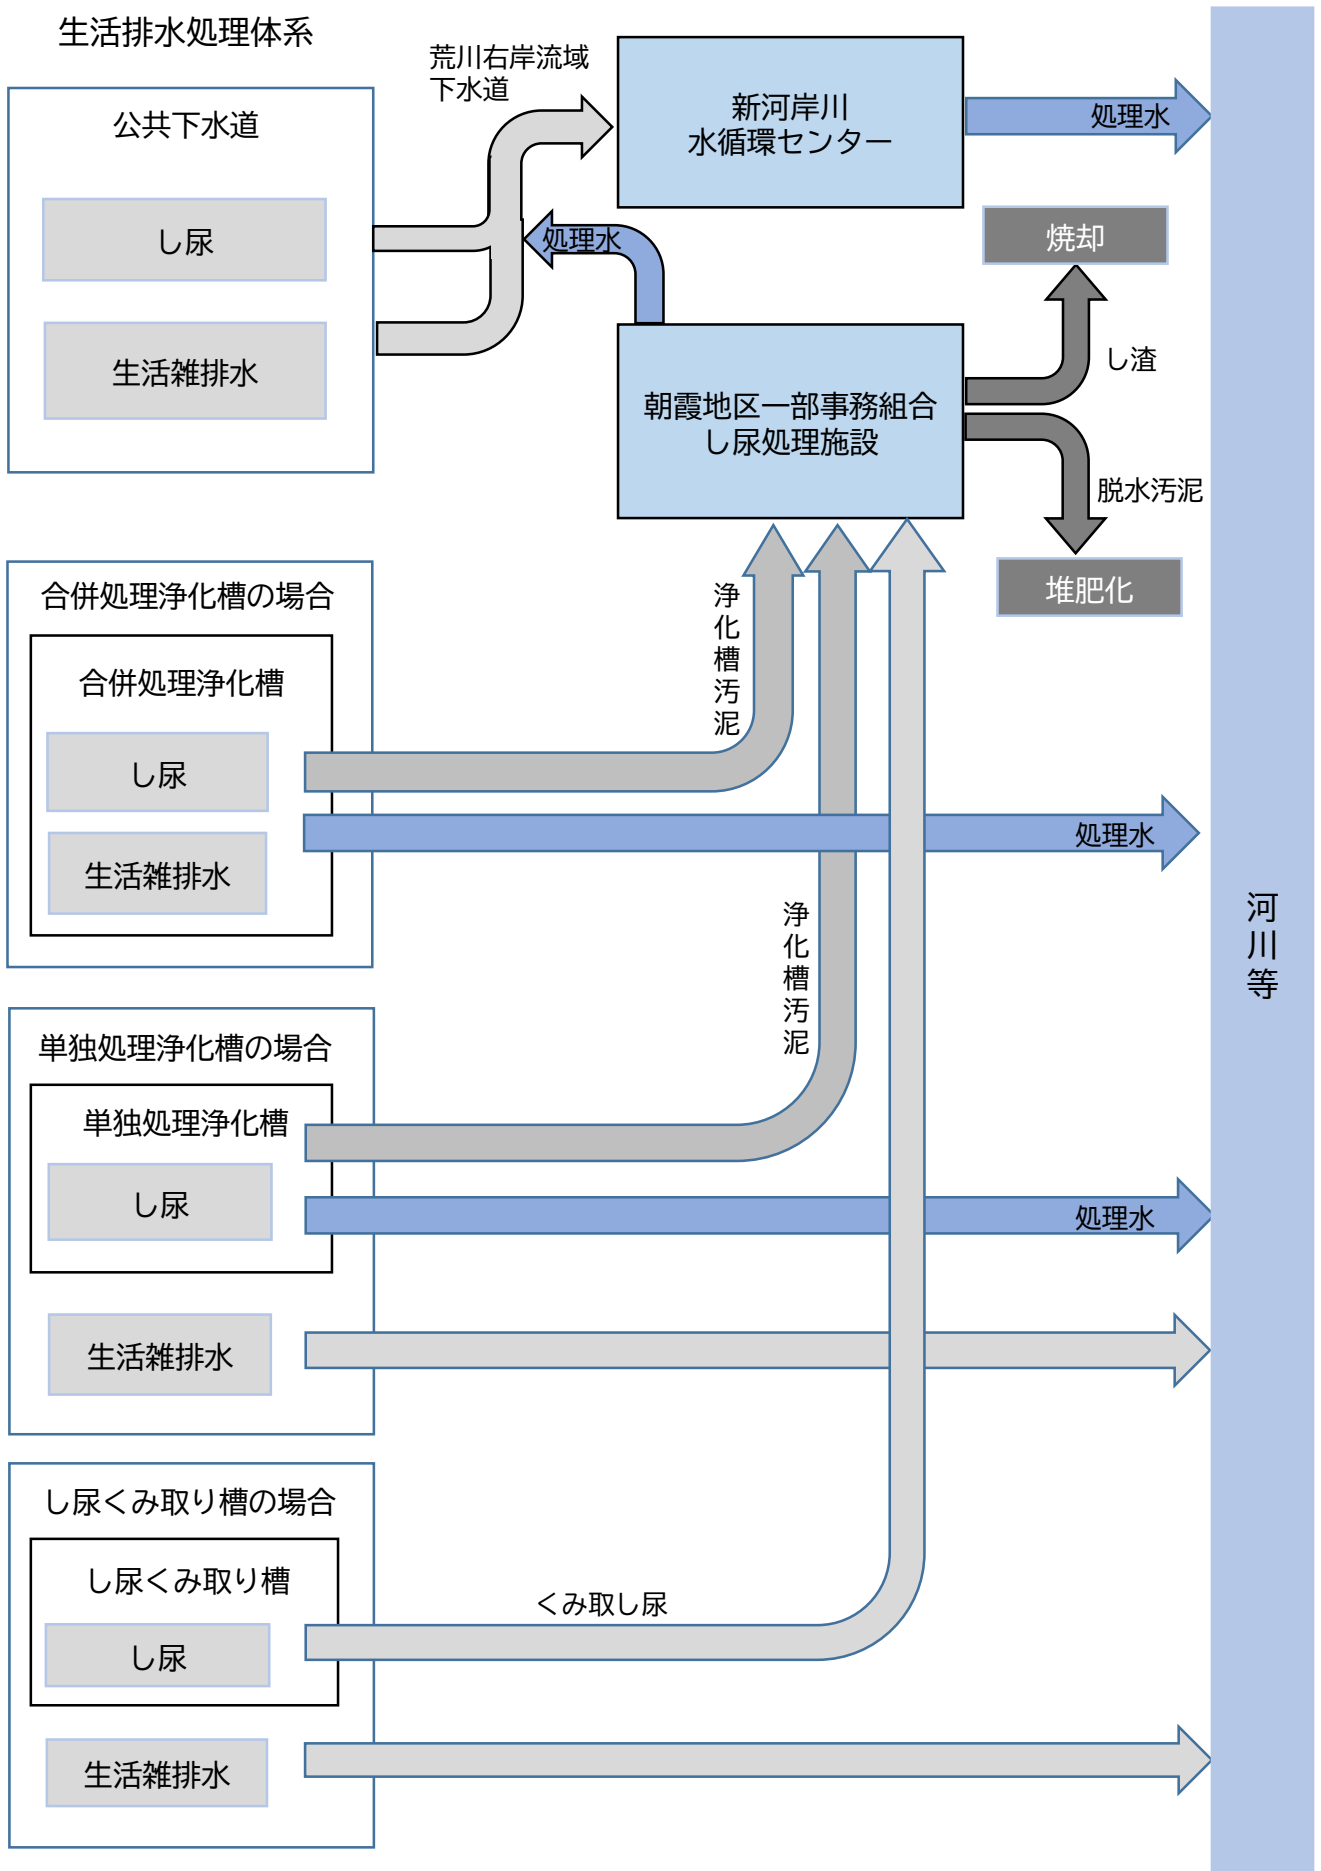 生活排水処理体系
公共下水道
し尿
生活雑排水
荒川右岸流域
下水道
新河岸川
水循環センター
処理水
処理水
焼却
し渣
朝霞地区一部事務組合
し尿処理施設
脱水汚泥
堆肥化
合併処理浄化槽の場合
合併処理浄化槽
し尿
生活雑排水
浄化槽汚泥
処理水
単独処理浄化槽の場合
単独処理浄化槽
し尿
生活雑排水
浄化槽汚泥
処理水
し尿くみ取り槽の場合
し尿くみ取り槽
し尿
生活雑排水
くみ取し尿
河川等